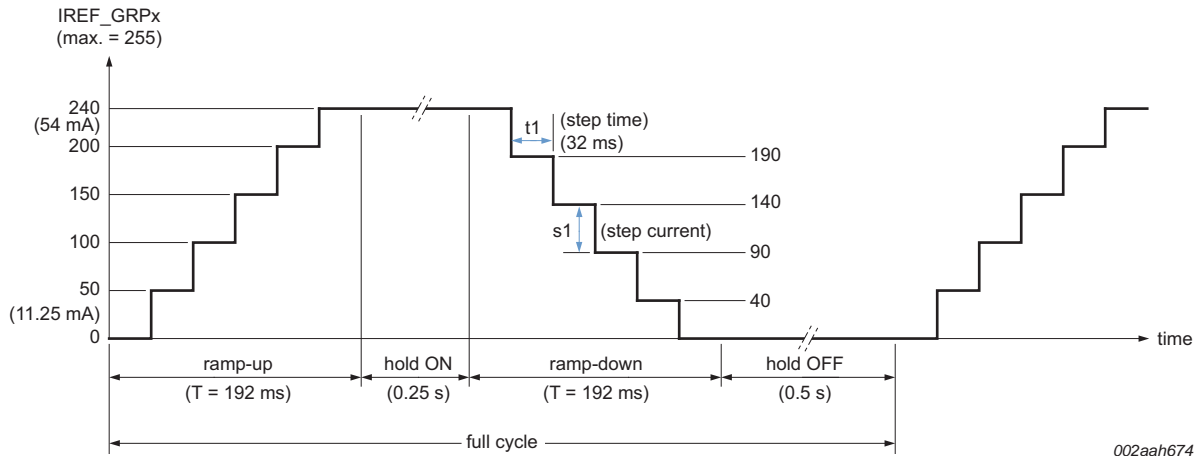 IREF_GRPx
(max. = 255)
240
(54 mA)
200
150
100
50
(11.25 mA)
0
t1
(step time)
(32 ms)
190
140
s1
(step current)
90
40
time
ramp-up
(T = 192 ms)
hold ON
(0.25 s)
ramp-down
(T = 192 ms)
hold OFF
(0.5 s)
full cycle
002aah674